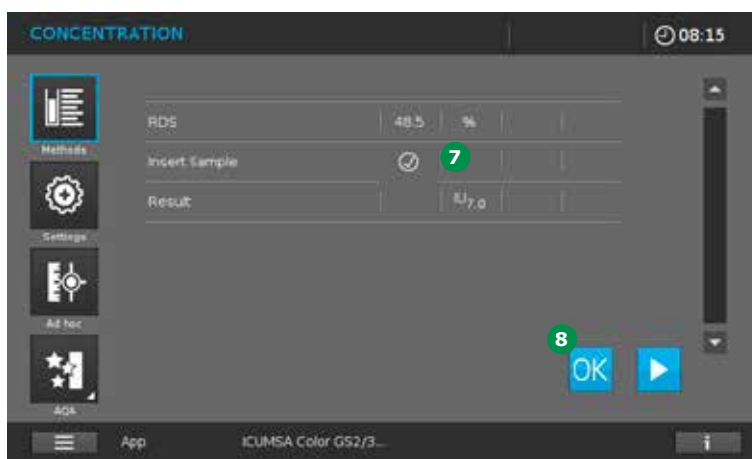 CONCENTRATION 08:15
Methods
RDS 48.5 %
Insert Sample 7
Result IU7.0
Settings
Ad hoc
8
OK
AQA
App ICUMSA Color GS2/3... i